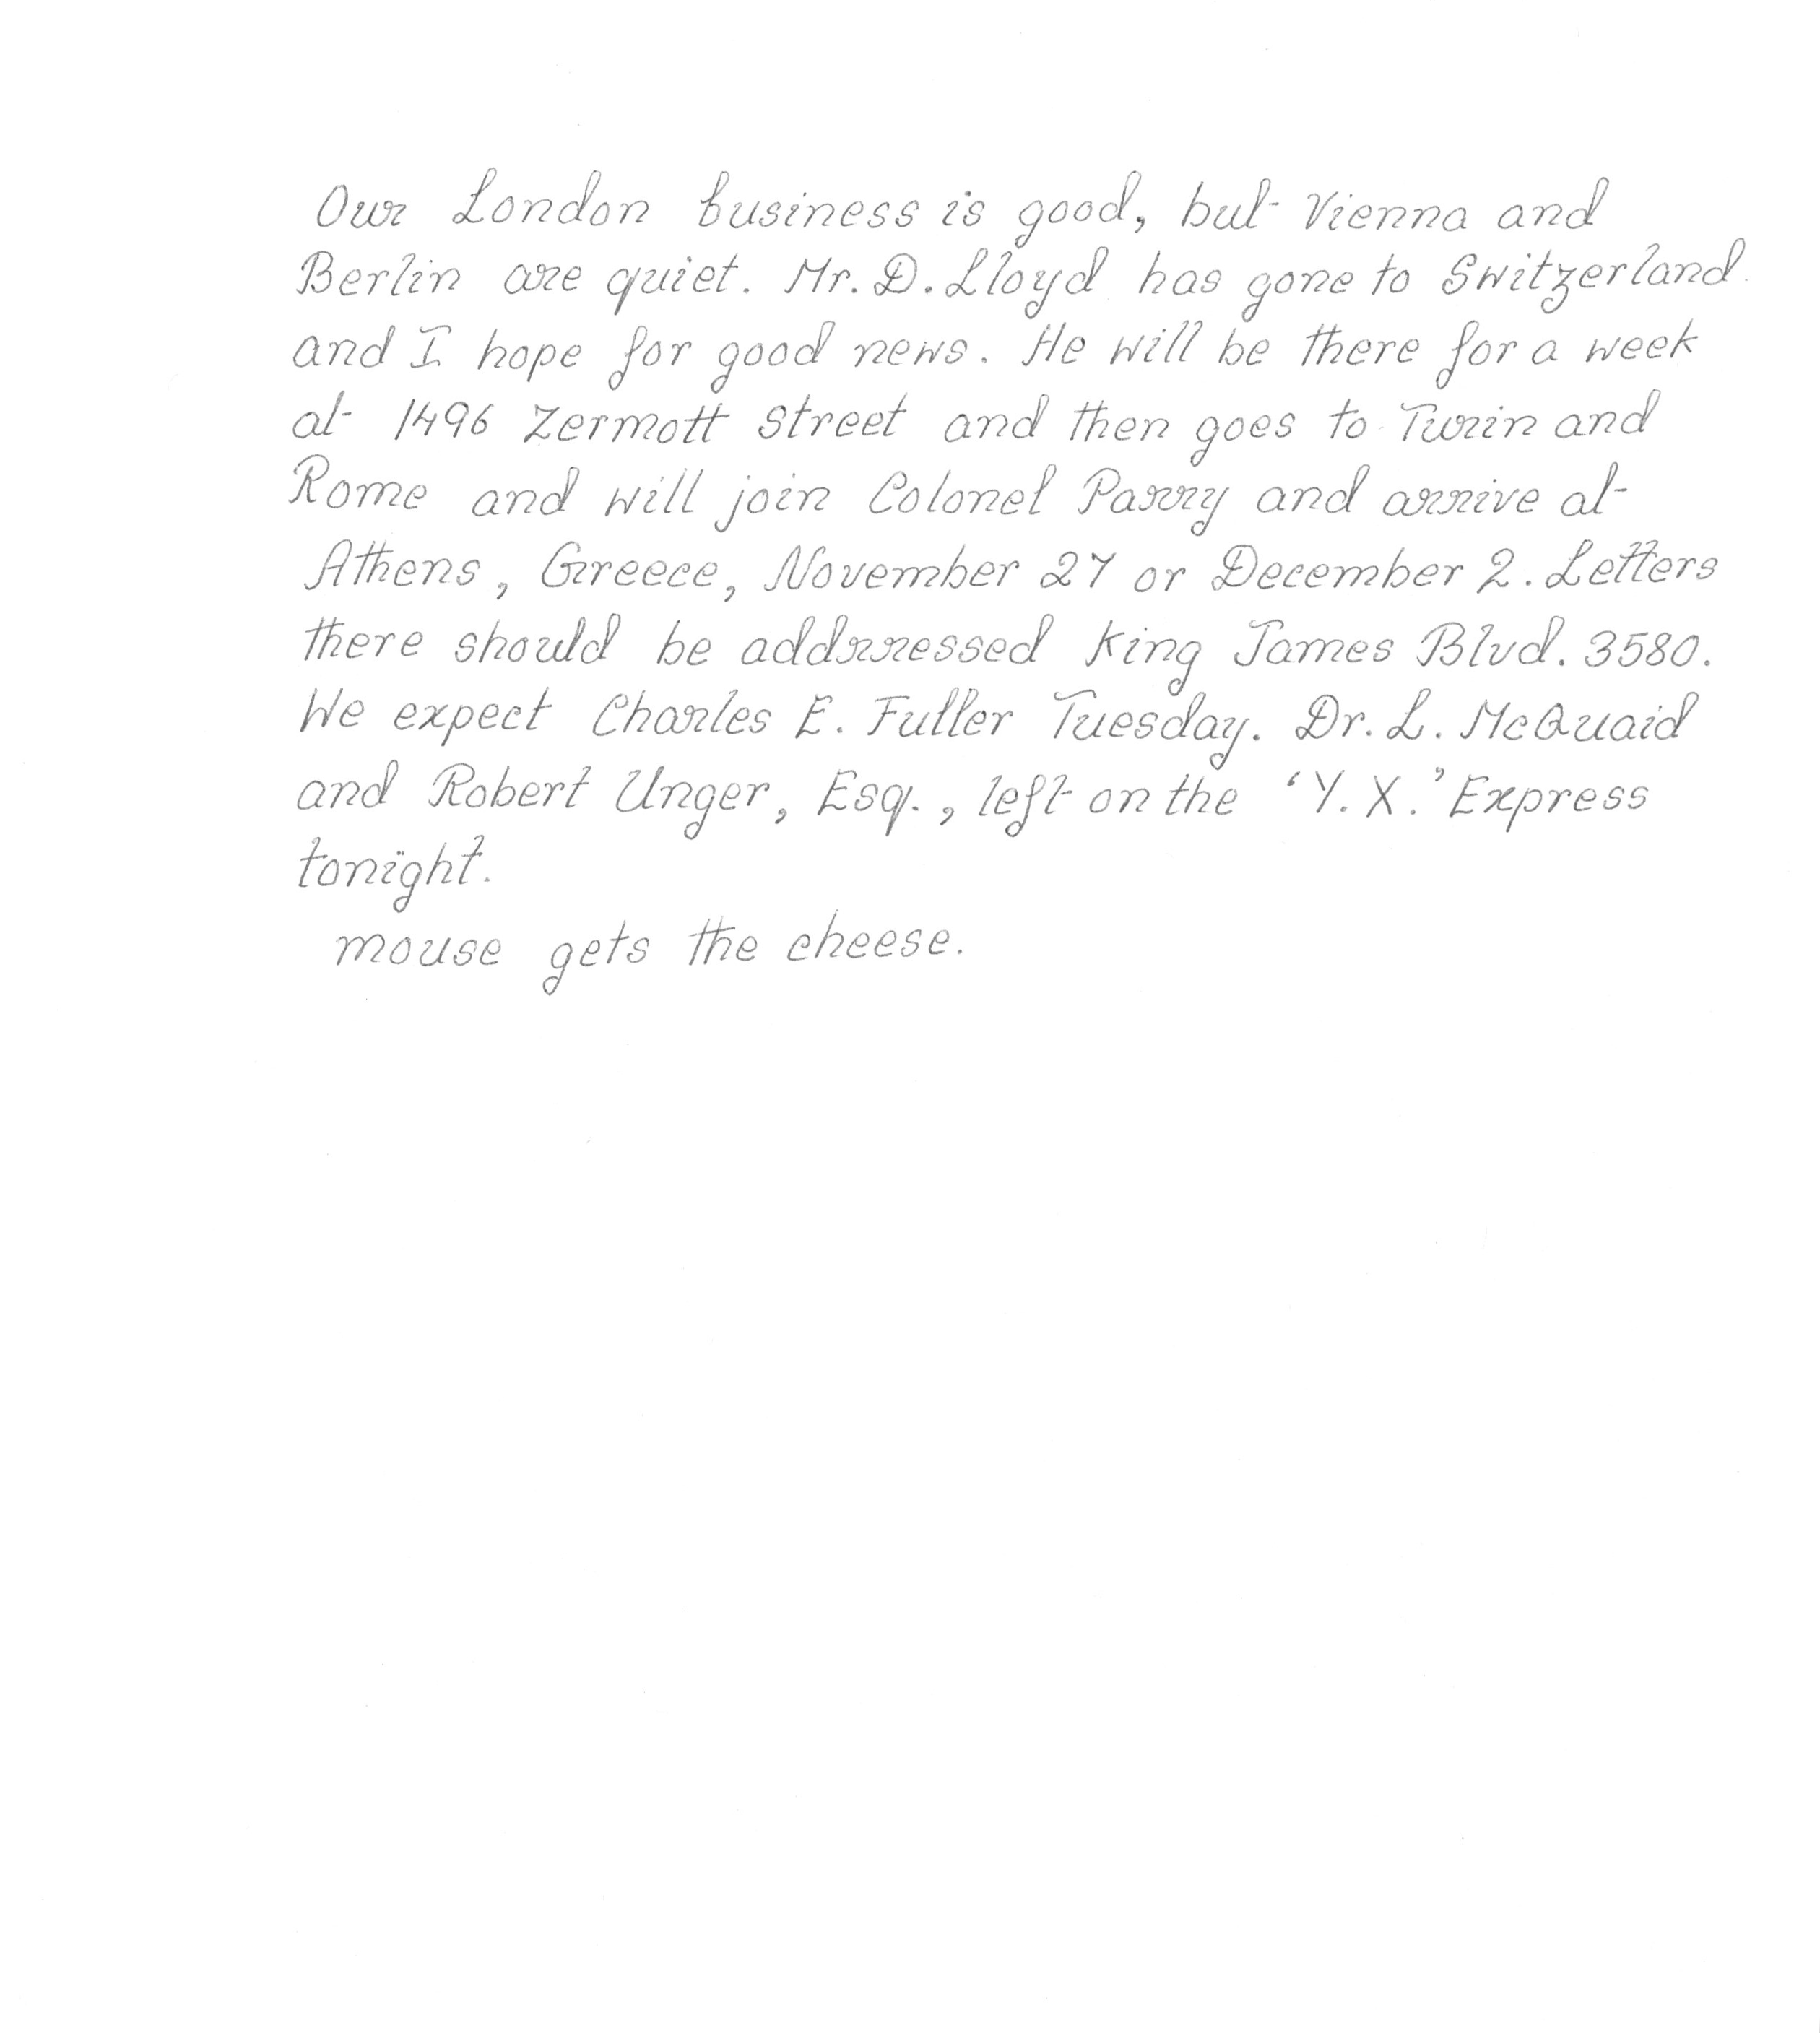 Our London business is good, but Vienna and
Berlin are quiet. Mr. D. Lloyd has gone to Switzerland
and I hope for good news. He will be there for a week
at 1496 Zermott street and then goes to Turin and
Rome and will join Colonel Parry and arrive at
Athens, Greece, November 27 or December 2. Letters
there should be addrressed King James Blvd. 3580.
We expect Charles E. Fuller Tuesday. Dr. L. McQuaid
and Robert Unger, Esq., left on the 'Y. X.' Express
tonight.
mouse gets the cheese.